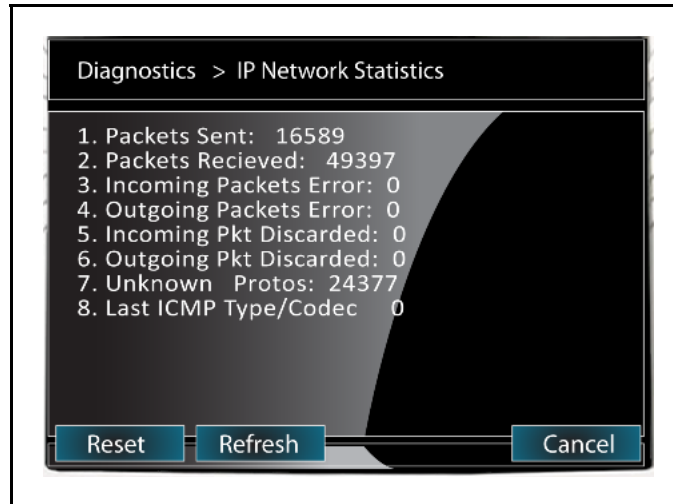 Diagnostics > IP Network Statistics
1. Packets Sent: 16589
2. Packets Recieved: 49397
3. Incoming Packets Error: 0
4. Outgoing Packets Error: 0
5. Incoming Pkt Discarded: 0
6. Outgoing Pkt Discarded: 0
7. Unknown Protos: 24377
8. Last ICMP Type/Codec 0
Reset Refresh Cancel